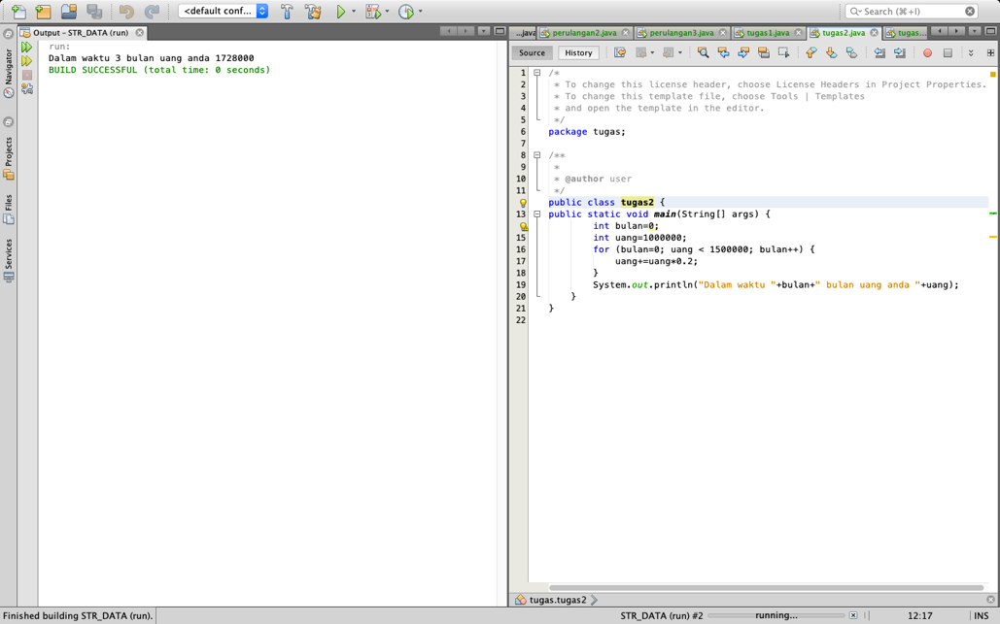 <default conf...
Search (⌘+I)
Output – STR_DATA (run)
...java
perulangan2.java
perulangan3.java
tugas1.java
tugas2.java
tugas...
Source
History
Navigator
Projects
Files
Services
run:
Dalam waktu 3 bulan uang anda 1728000
BUILD SUCCESSFUL (total time: 0 seconds)
1 /*
2 * To change this license header, choose License Headers in Project Properties.
3 * To change this template file, choose Tools | Templates
4 * and open the template in the editor.
5 */
6 package tugas;
7
8 /**
9 *
10 * @author user
11 */
public class tugas2 {
13 public static void main(String[] args) {
int bulan=0;
15 int uang=1000000;
16 for (bulan=0; uang < 1500000; bulan++) {
17 uang+=uang*0.2;
18 }
19 System.out.println("Dalam waktu "+bulan+" bulan uang anda "+uang);
20 }
21 }
22
tugas.tugas2
Finished building STR_DATA (run).
STR_DATA (run) #2
running...
12:17
INS